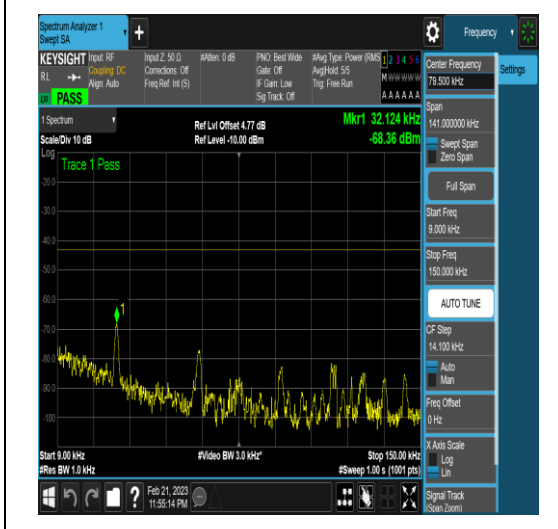 Spectrum Analyzer 1
Swept SA
+
Frequency
KEYSIGHT
RL
PASS
Input: RF
Coupling: DC
Align: Auto
Input Z: 50 Ω
Corrections: Off
Freq Ref: Int (S)
#Atten: 0 dB
PNO: Best Wide
Gate: Off
IF Gain: Low
Sig Track: Off
#Avg Type: Power (RMS
Avg|Hold: 5/5
Trig: Free Run
1 2 3 4 5 6
M W W W W W
A A A A A A
1 Spectrum
Scale/Div 10 dB
Ref Lvl Offset 4.77 dB
Ref Level -10.00 dBm
Mkr1 32.124 kHz
-68.36 dBm
Log
Trace 1 Pass
-20.0
-30.0
-40.0
-50.0
-60.0
-70.0
-80.0
-90.0
-100
1
Start 9.00 kHz
#Res BW 1.0 kHz
#Video BW 3.0 kHz*
Stop 150.00 kHz
#Sweep 1.00 s (1001 pts)
Feb 21, 2023
11:55:14 PM
Center Frequency
79.500 kHz
Settings
Span
141.000000 kHz
Swept Span
Zero Span
Full Span
Start Freq
9.000 kHz
Stop Freq
150.000 kHz
AUTO TUNE
CF Step
14.100 kHz
Auto
Man
Freq Offset
0 Hz
X Axis Scale
Log
Lin
Signal Track
(Span Zoom)